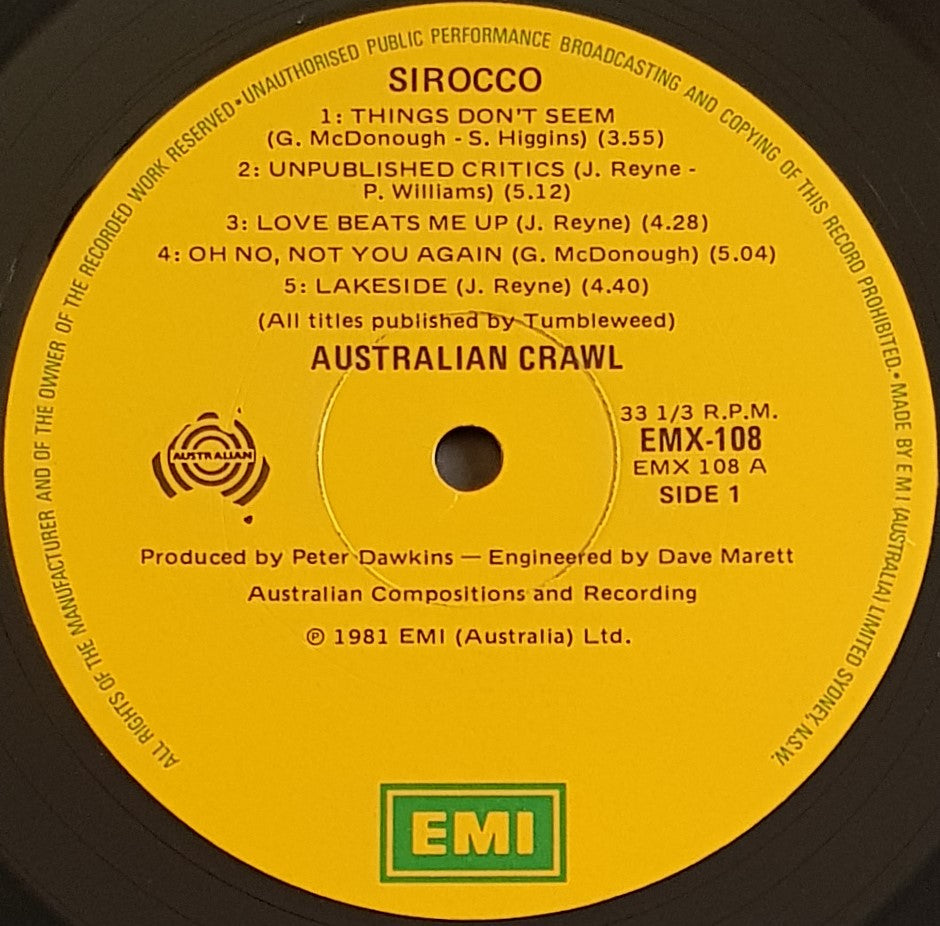 ALL RIGHTS OF THE MANUFACTURER AND OF THE OWNER OF THE RECORDED WORK RESERVED • UNAUTHORISED PUBLIC PERFORMANCE BROADCASTING AND COPYING OF THIS RECORD PROHIBITED. • MADE BY E M I (AUSTRALIA) LIMITED SYDNEY, N.S.W.
SIROCCO
1: THINGS DON'T SEEM
(G. McDonough - S. Higgins) (3.55)
2: UNPUBLISHED CRITICS (J. Reyne -
P. Williams) (5.12)
3: LOVE BEATS ME UP (J. Reyne) (4.28)
4: OH NO, NOT YOU AGAIN (G. McDonough) (5.04)
5: LAKESIDE (J. Reyne) (4.40)
(All titles published by Tumbleweed)
AUSTRALIAN CRAWL
AUSTRALIAN
33 1/3 R.P.M.
EMX-108
EMX 108 A
SIDE 1
Produced by Peter Dawkins — Engineered by Dave Marett
Australian Compositions and Recording
℗ 1981 EMI (Australia) Ltd.
EMI